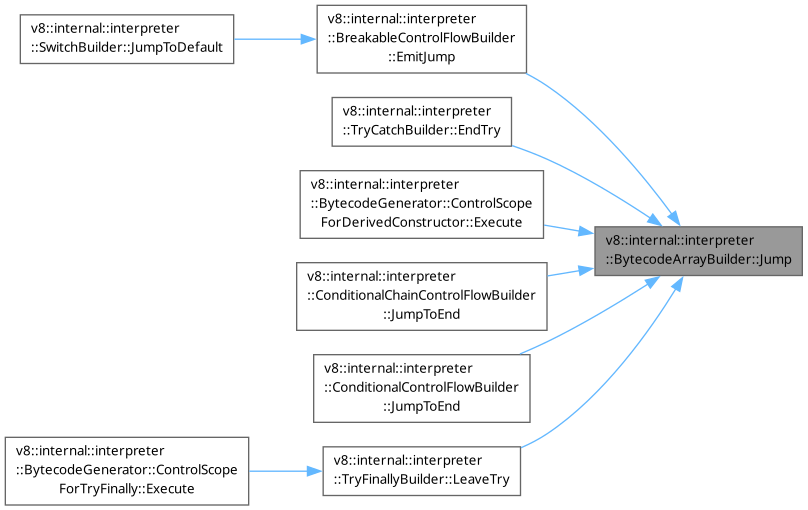 v8::internal::interpreter
::SwitchBuilder::JumpToDefault
v8::internal::interpreter
::BreakableControlFlowBuilder
::EmitJump
v8::internal::interpreter
::TryCatchBuilder::EndTry
v8::internal::interpreter
::BytecodeGenerator::ControlScope
ForDerivedConstructor::Execute
v8::internal::interpreter
::BytecodeArrayBuilder::Jump
v8::internal::interpreter
::ConditionalChainControlFlowBuilder
::JumpToEnd
v8::internal::interpreter
::ConditionalControlFlowBuilder
::JumpToEnd
v8::internal::interpreter
::BytecodeGenerator::ControlScope
ForTryFinally::Execute
v8::internal::interpreter
::TryFinallyBuilder::LeaveTry